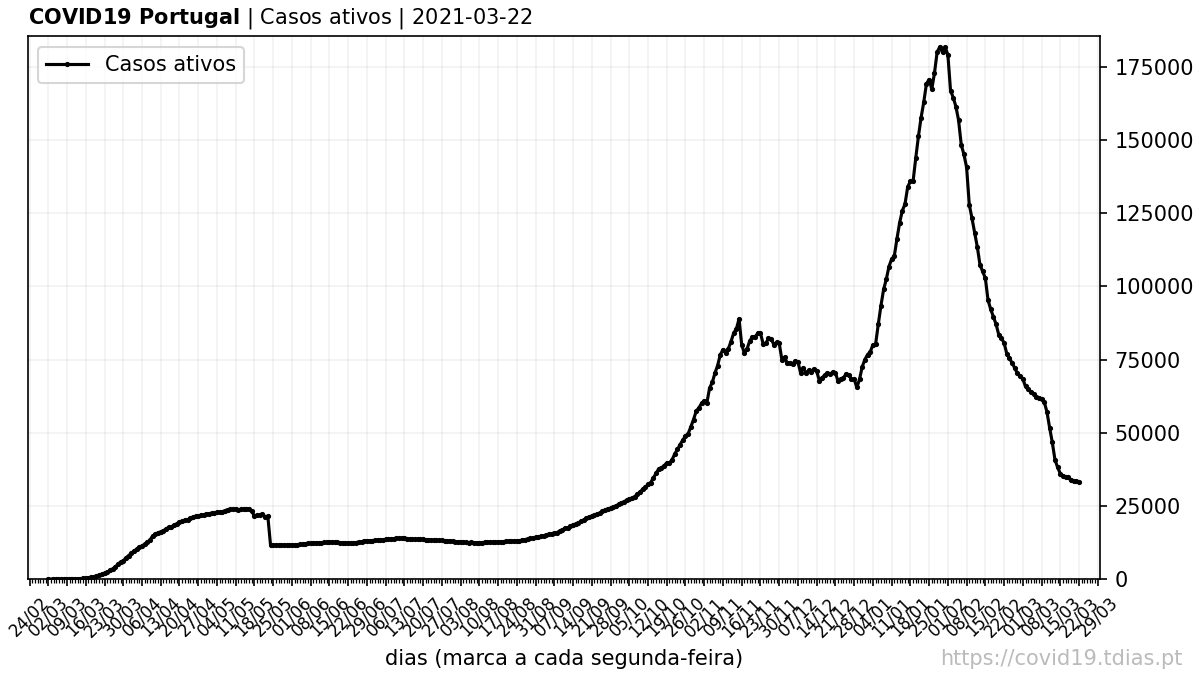 COVID19 Portugal | Casos ativos | 2021-03-22
Casos ativos
175000
150000
125000
100000
75000
50000
25000
0
24/02 02/03 09/03 16/03 23/03 30/03 06/04 13/04 20/04 27/04 04/05 11/05 18/05 25/05 01/06 08/06 15/06 22/06 29/06 06/07 13/07 20/07 27/07 03/08 10/08 17/08 24/08 31/08 07/09 14/09 21/09 28/09 05/10 12/10 19/10 26/10 02/11 09/11 16/11 23/11 30/11 07/12 14/12 21/12 28/12 04/01 11/01 18/01 25/01 01/02 08/02 15/02 22/02 01/03 08/03 15/03 22/03 29/03
dias (marca a cada segunda-feira)
https://covid19.tdias.pt